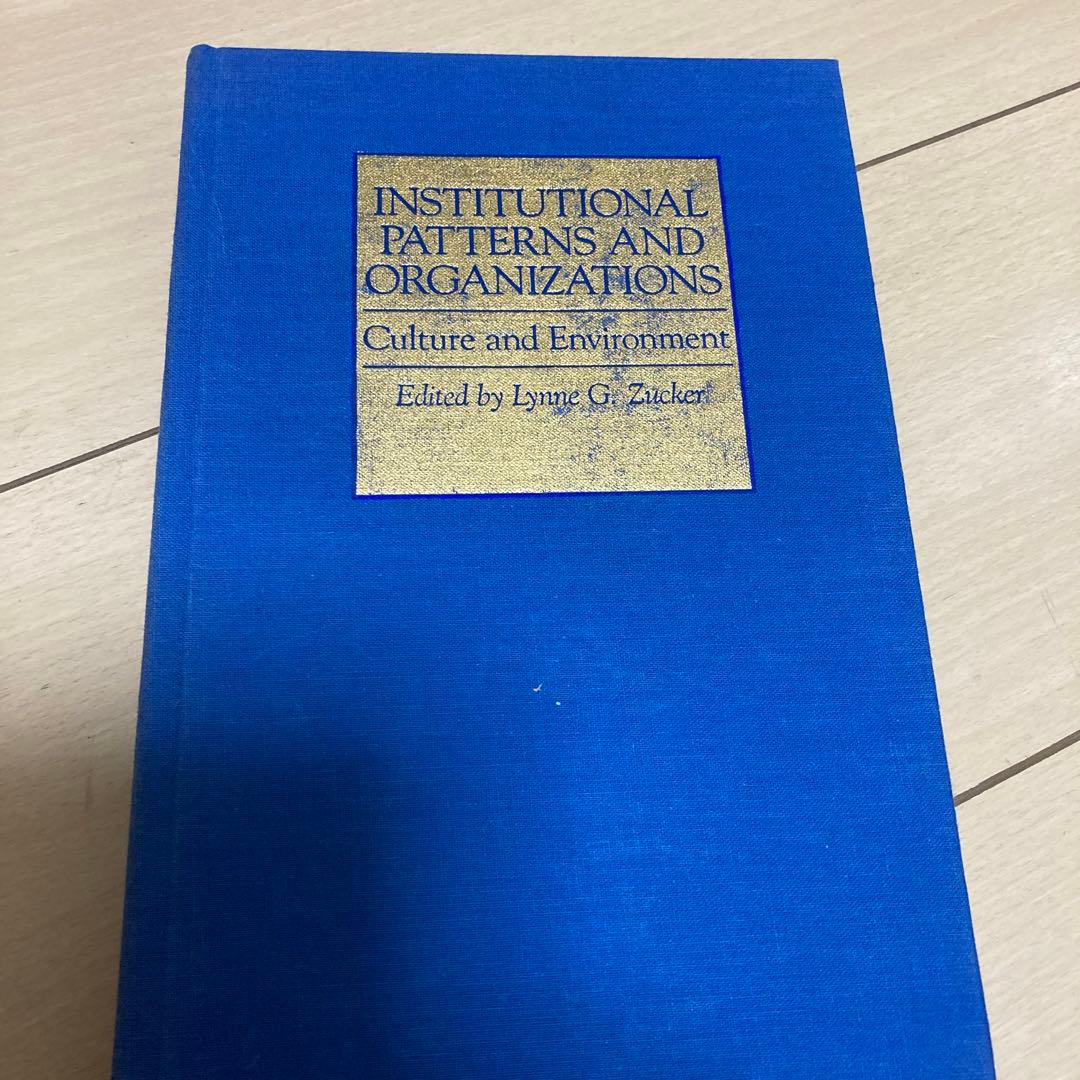 INSTITUTIONAL
PATTERNS AND
ORGANIZATIONS
Culture and Environment
Edited by Lynne G. Zucker